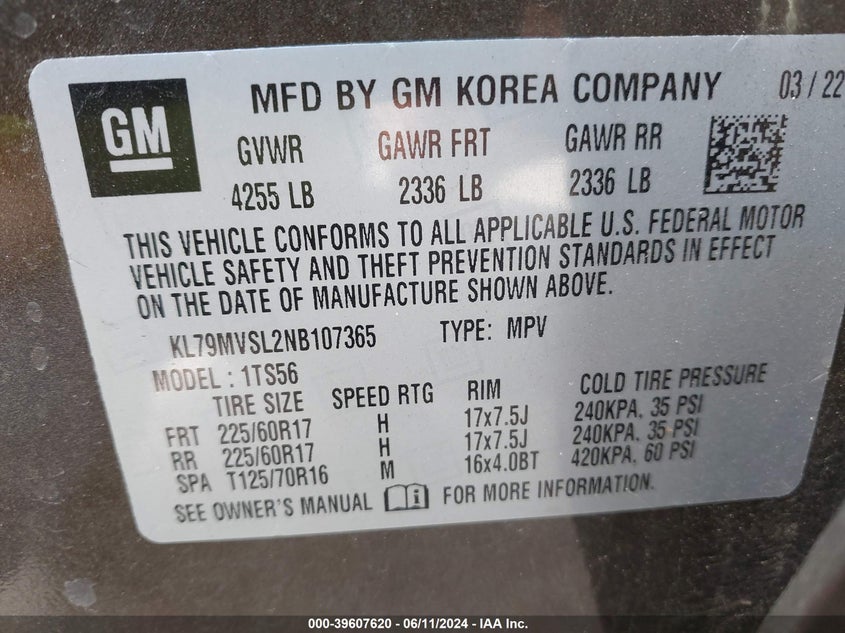 GM
MFD BY GM KOREA COMPANY 03/22
GVWR GAWR FRT GAWR RR
4255 LB 2336 LB 2336 LB
THIS VEHICLE CONFORMS TO ALL APPLICABLE U.S. FEDERAL MOTOR
VEHICLE SAFETY AND THEFT PREVENTION STANDARDS IN EFFECT
ON THE DATE OF MANUFACTURE SHOWN ABOVE.
KL79MVSL2NB107365 TYPE: MPV
MODEL : 1TS56
TIRE SIZE SPEED RTG RIM COLD TIRE PRESSURE
FRT 225/60R17 H 17x7.5J 240KPA, 35 PSI
RR 225/60R17 H 17x7.5J 240KPA, 35 PSI
SPA T125/70R16 M 16x4.0BT 420KPA, 60 PSI
SEE OWNER'S MANUAL FOR MORE INFORMATION.
000-39607620 - 06/11/2024 - IAA Inc.